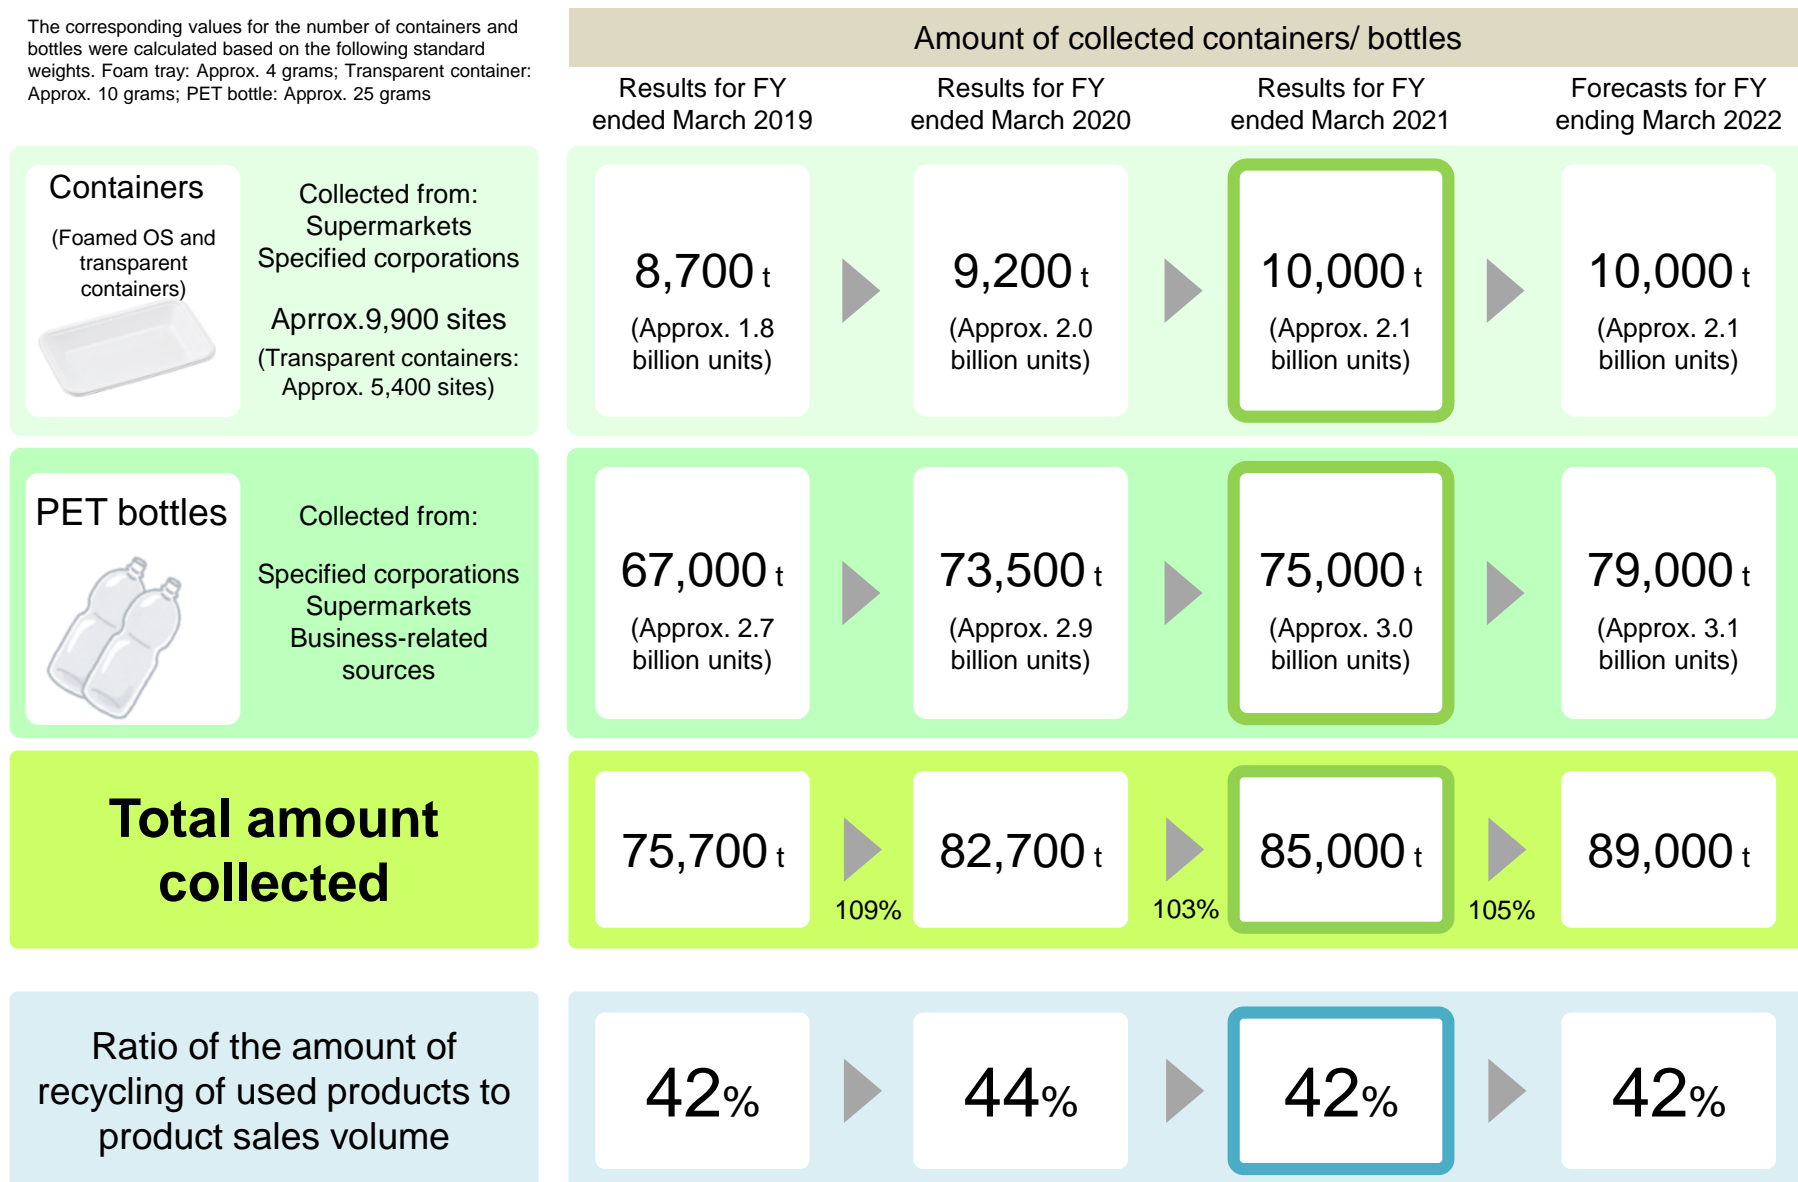 The corresponding values for the number of containers and
bottles were calculated based on the following standard
weights. Foam tray: Approx. 4 grams; Transparent container:
Approx. 10 grams; PET bottle: Approx. 25 grams
Amount of collected containers/ bottles
Results for FY
ended March 2019
Results for FY
ended March 2020
Results for FY
ended March 2021
Forecasts for FY
ending March 2022
Containers
(Foamed OS and
transparent
containers)
Collected from:
Supermarkets
Specified corporations
Aprrox.9,900 sites
(Transparent containers:
Approx. 5,400 sites)
8,700 t
(Approx. 1.8
billion units)
9,200 t
(Approx. 2.0
billion units)
10,000 t
(Approx. 2.1
billion units)
10,000 t
(Approx. 2.1
billion units)
PET bottles
Collected from:
Specified corporations
Supermarkets
Business-related
sources
67,000 t
(Approx. 2.7
billion units)
73,500 t
(Approx. 2.9
billion units)
75,000 t
(Approx. 3.0
billion units)
79,000 t
(Approx. 3.1
billion units)
Total amount
collected
75,700 t
109%
82,700 t
103%
85,000 t
105%
89,000 t
Ratio of the amount of
recycling of used products to
product sales volume
42%
44%
42%
42%